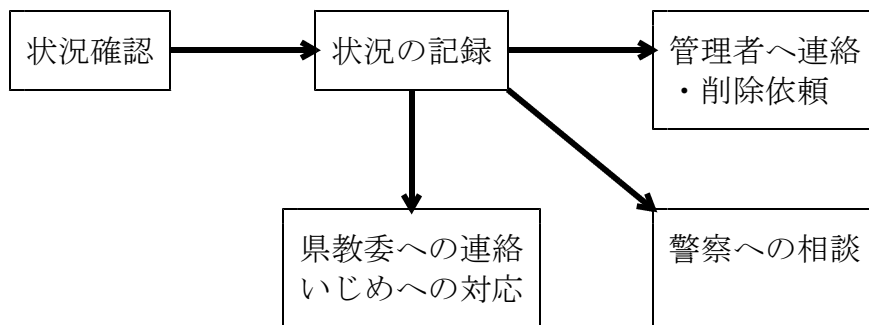 状況確認
状況の記録
管理者へ連絡
・削除依頼
県教委への連絡
いじめへの対応
警察への相談